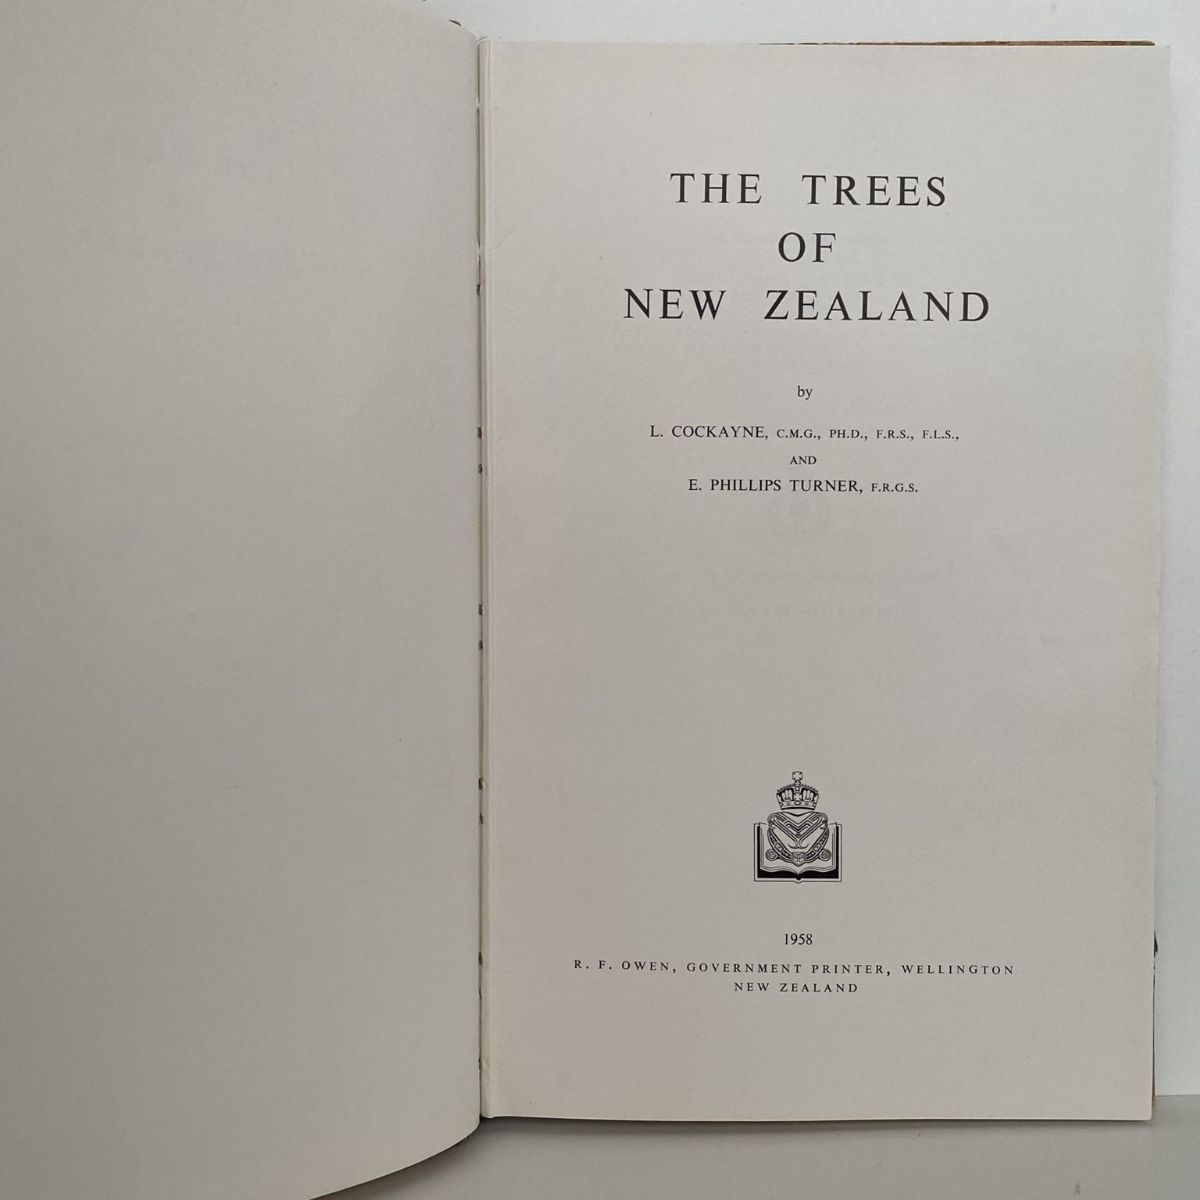 THE TREES
OF
NEW ZEALAND
by
L. COCKAYNE, C.M.G., PH.D., F.R.S., F.L.S.,
AND
E. PHILLIPS TURNER, F.R.G.S.
1958
R. F. OWEN, GOVERNMENT PRINTER, WELLINGTON
NEW ZEALAND